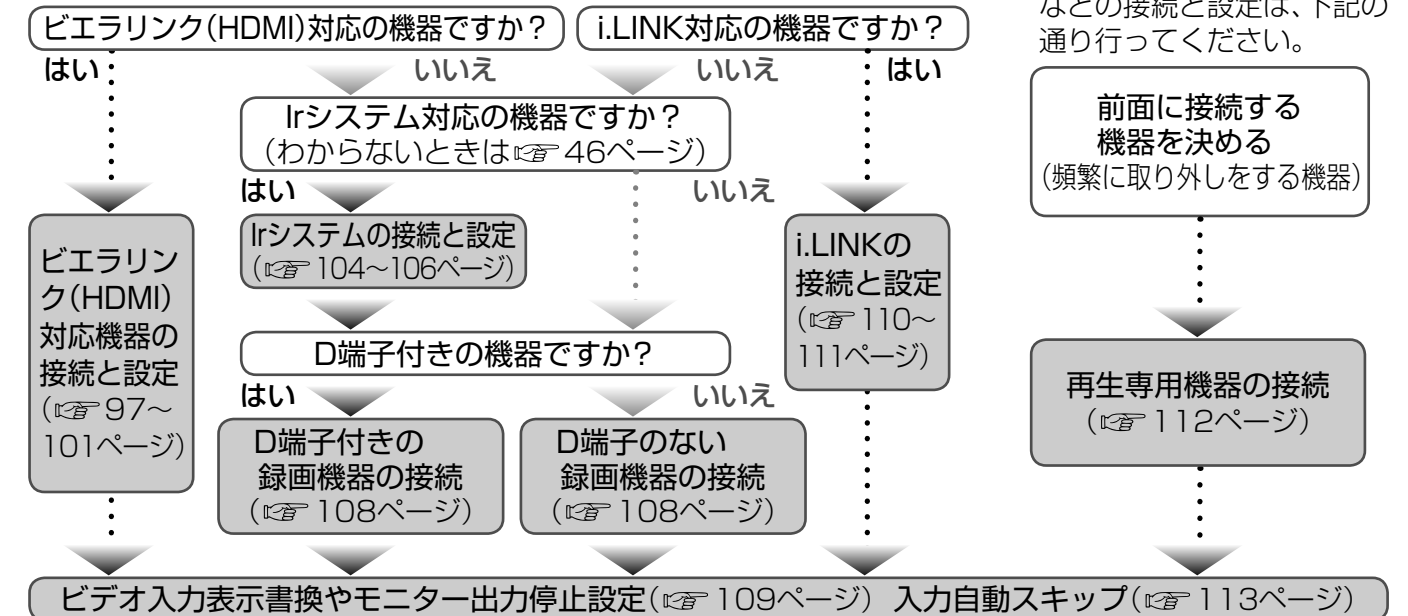 ビエラリンク(HDMI)対応の機器ですか?
i.LINK対応の機器ですか?
はい
いいえ
いいえ
はい
Irシステム対応の機器ですか?
(わからないときは☞46ページ)
はい
いいえ
ビエラリン
ク(HDMI)
対応機器の
接続と設定
(☞97～
101ページ)
Irシステムの接続と設定
(☞104～106ページ)
i.LINKの
接続と設定
(☞110～
111ページ)
D端子付きの機器ですか?
はい
いいえ
D端子付きの
録画機器の接続
(☞108ページ)
D端子のない
録画機器の接続
(☞108ページ)
などの接続と設定は、下記の
通り行ってください。
前面に接続する
機器を決める
(頻繁に取り外しをする機器)
再生専用機器の接続
(☞112ページ)
ビデオ入力表示書換やモニター出力停止設定(☞109ページ) 入力自動スキップ(☞113ページ)